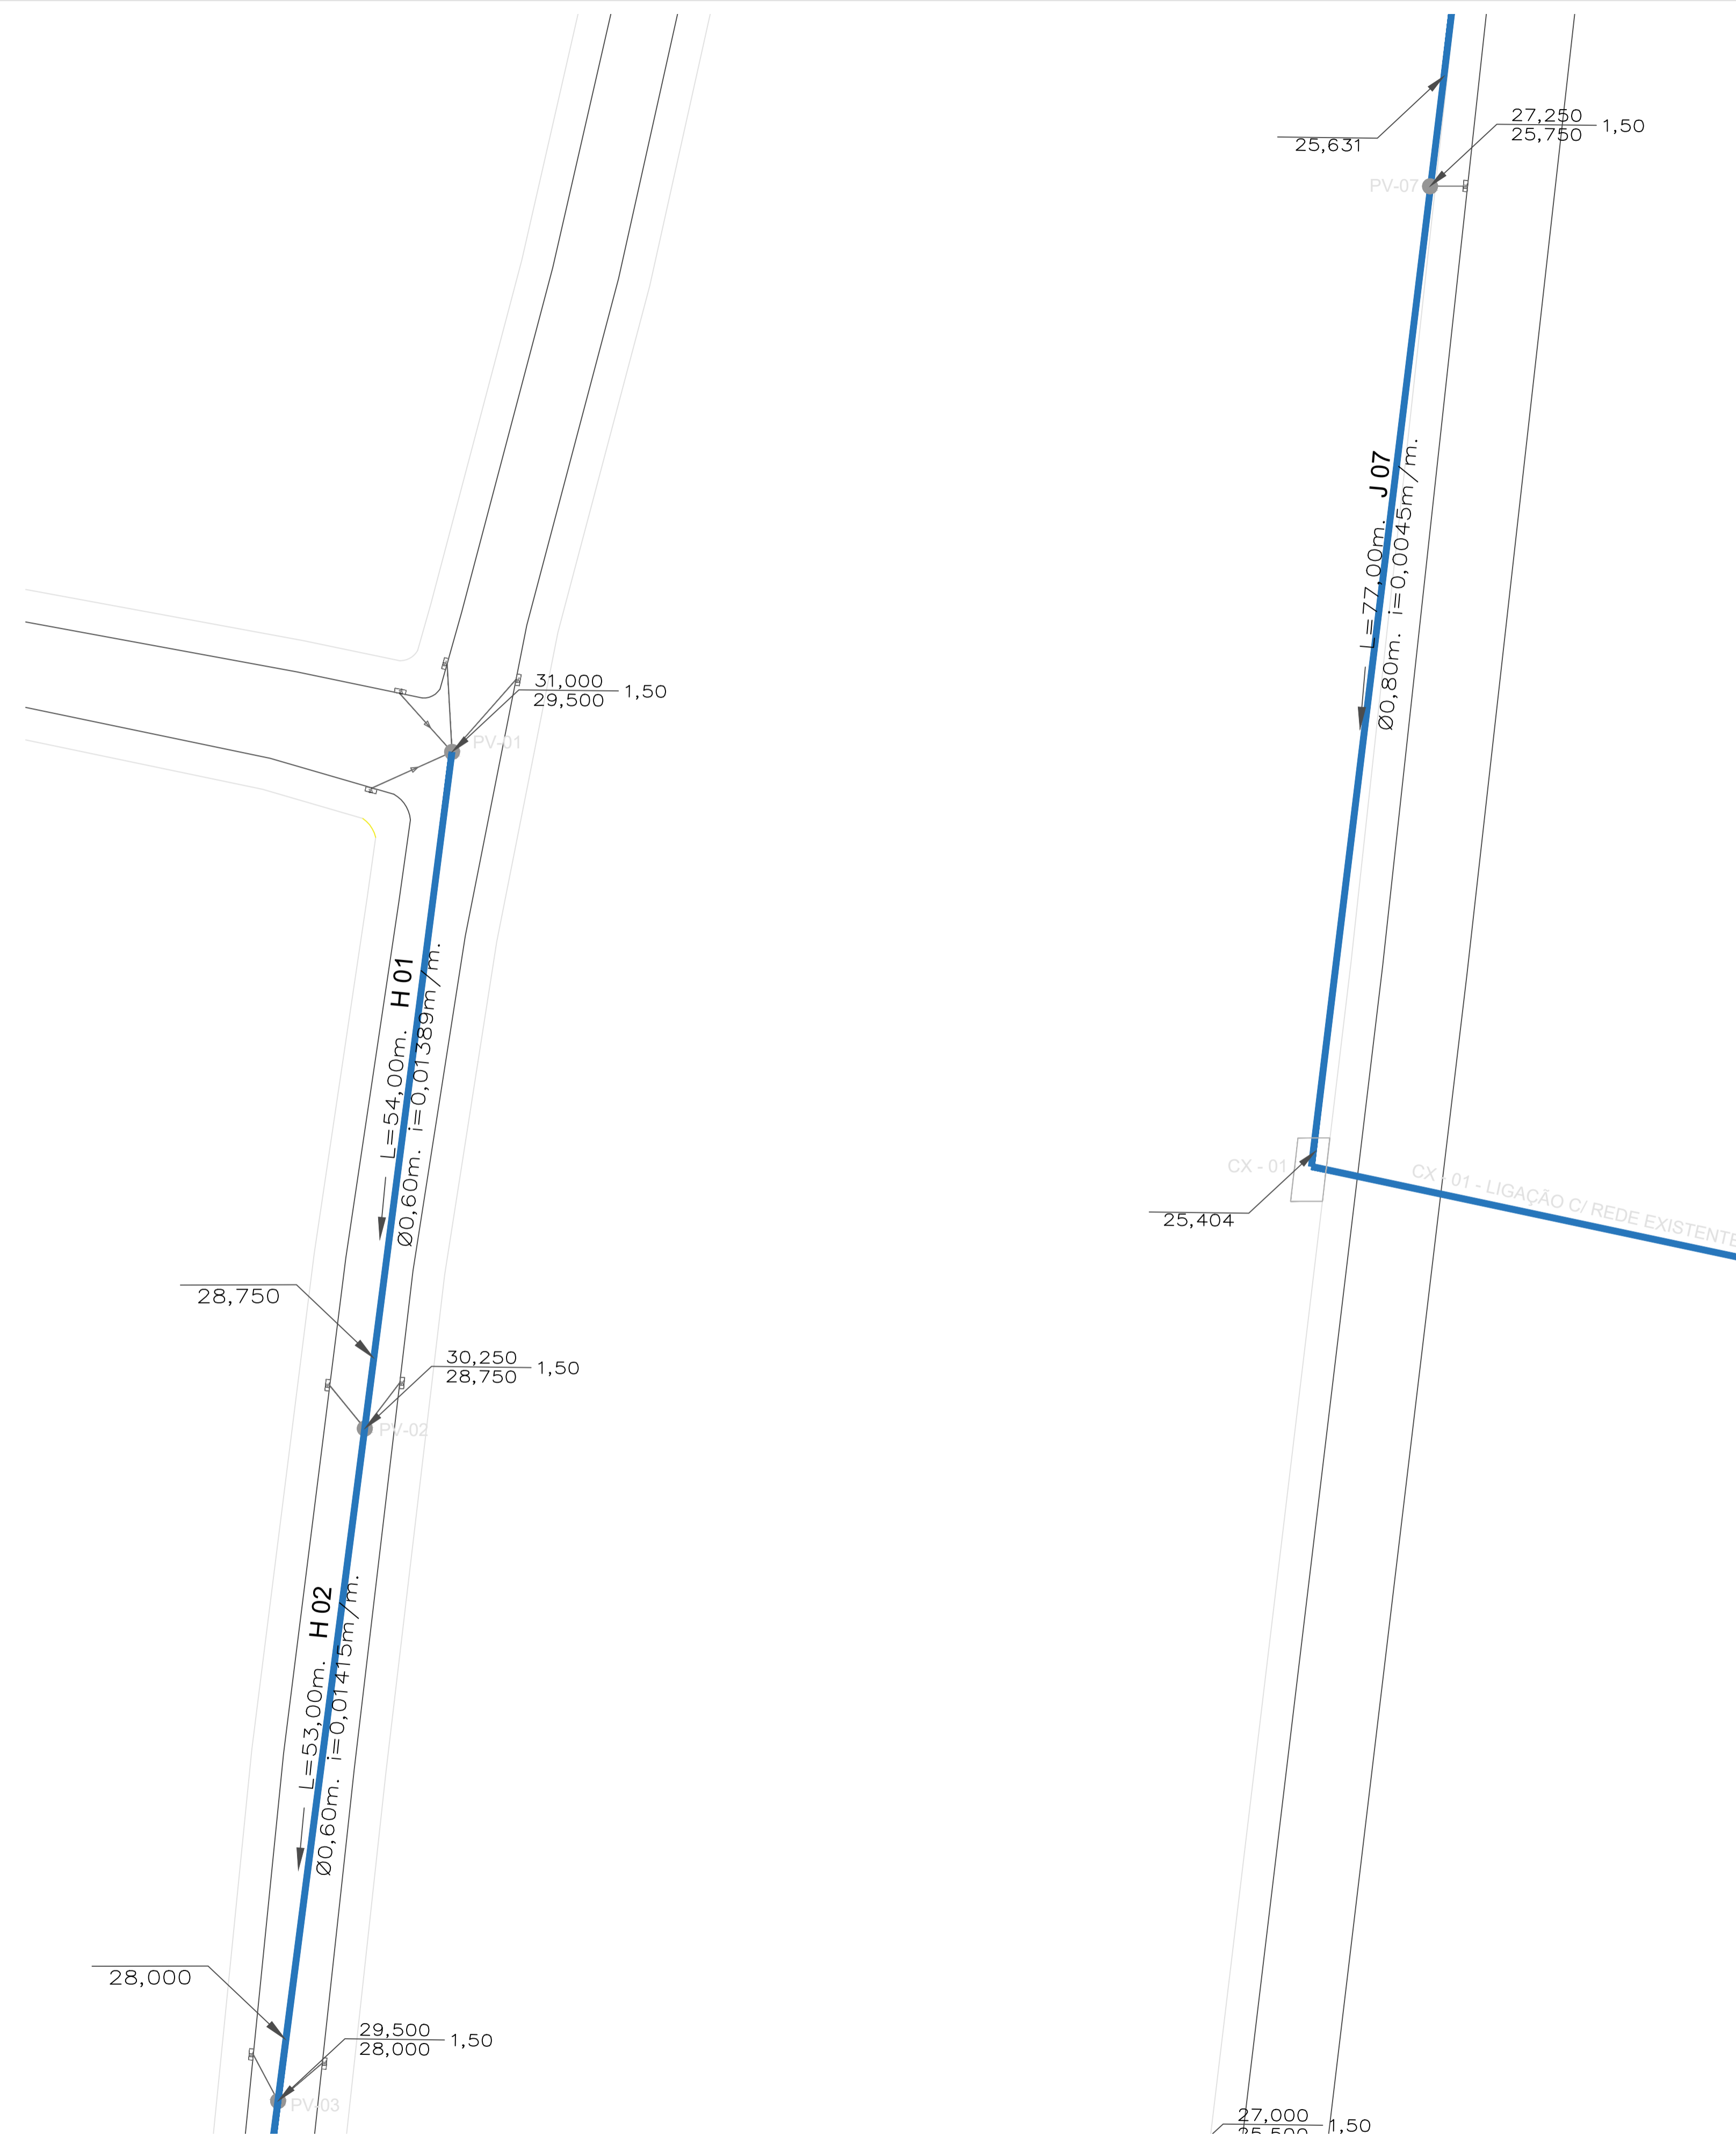 27,250
25,750
1,50
25,631
PV-07
J 07
L=77,00m.
Ø0,80m. i=0,0045m/m.
31,000
29,500
1,50
PV-01
H 01
L=54,00m.
Ø0,60m. i=0,01389m/m.
CX - 01
CX - 01 - LIGAÇÃO C/ REDE EXISTENTE
25,404
28,750
30,250
28,750
1,50
PV-02
H 02
L=53,00m.
Ø0,60m. i=0,01415m/m.
28,000
29,500
28,000
1,50
PV-03
27,000
25,500
1,50